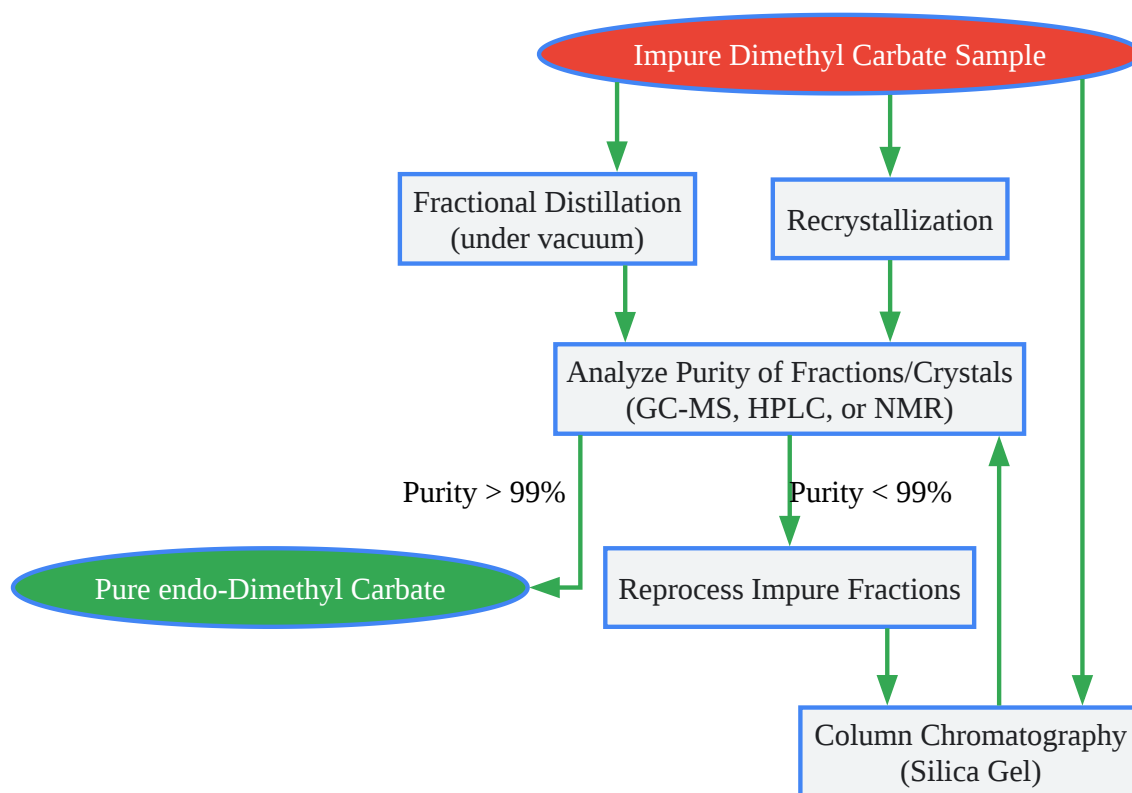 Impure Dimethyl Carbate Sample
Fractional Distillation
(under vacuum)
Recrystallization
Analyze Purity of Fractions/Crystals
(GC-MS, HPLC, or NMR)
Purity > 99%
Purity < 99%
Pure endo-Dimethyl Carbate
Reprocess Impure Fractions
Column Chromatography
(Silica Gel)